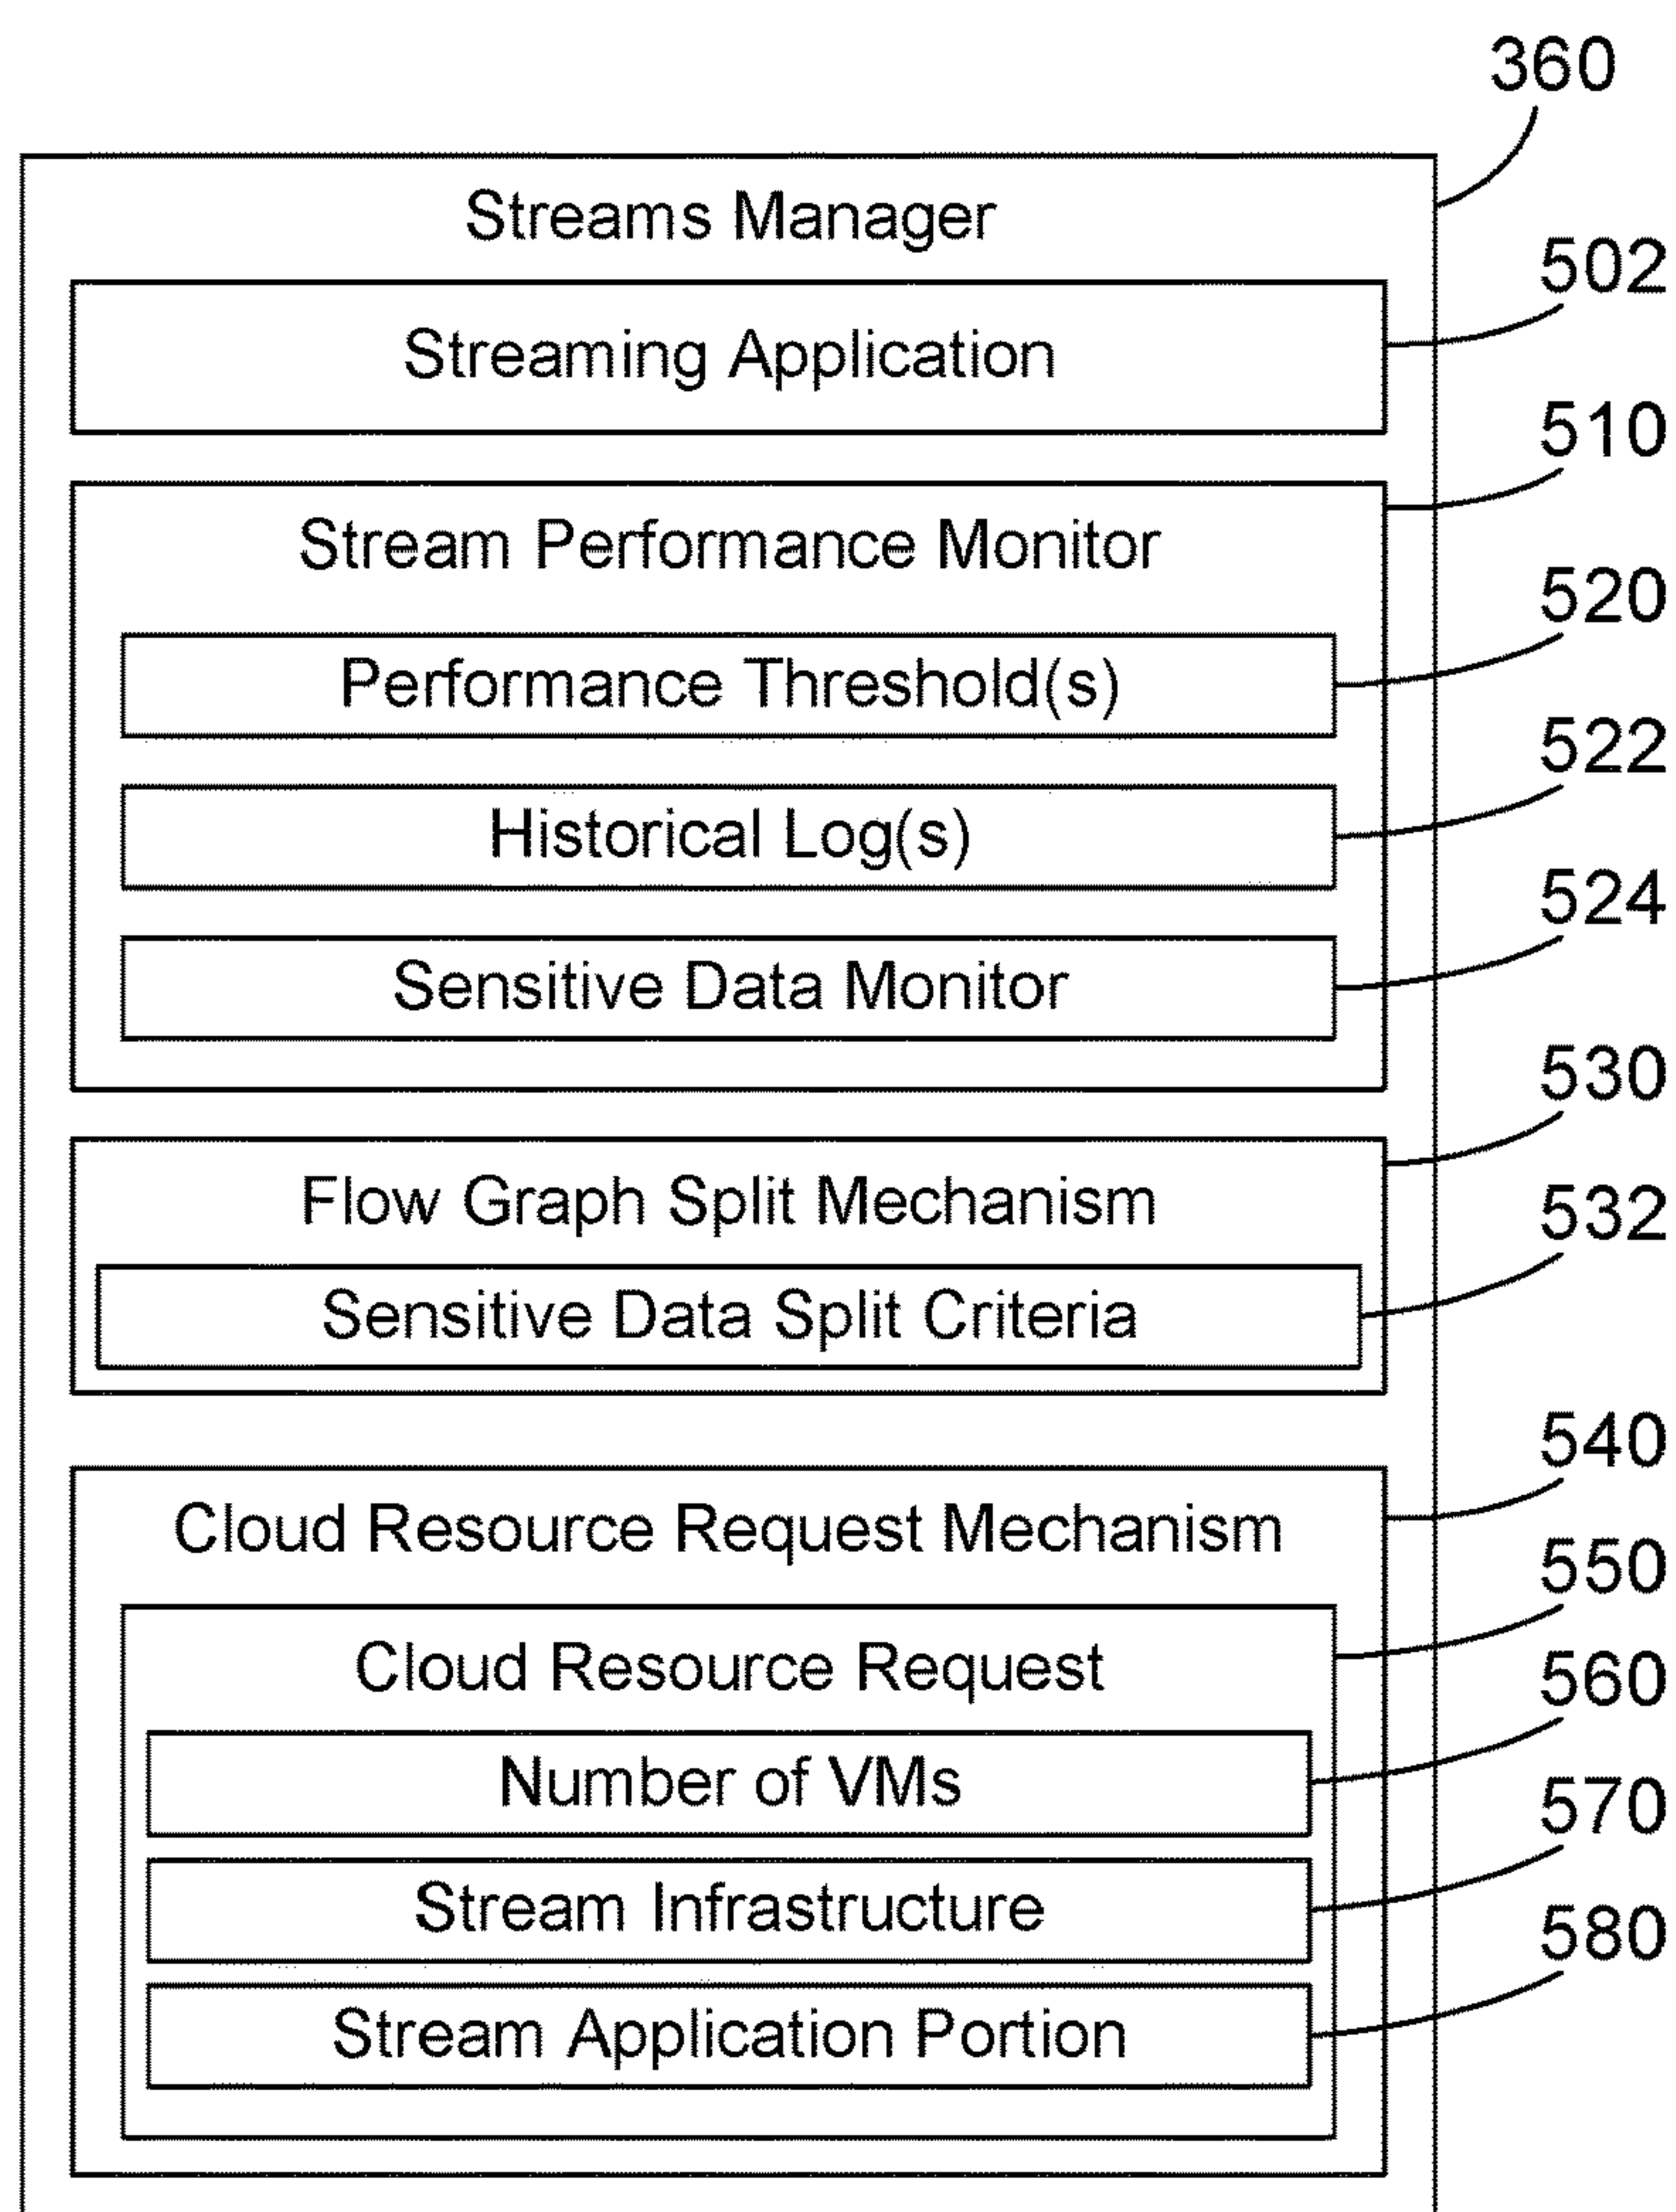 360
Streams Manager
502
Streaming Application
510
Stream Performance Monitor
520
Performance Threshold(s)
522
Historical Log(s)
524
Sensitive Data Monitor
530
Flow Graph Split Mechanism
532
Sensitive Data Split Criteria
540
Cloud Resource Request Mechanism
550
Cloud Resource Request
560
Number of VMs
570
Stream Infrastructure
580
Stream Application Portion